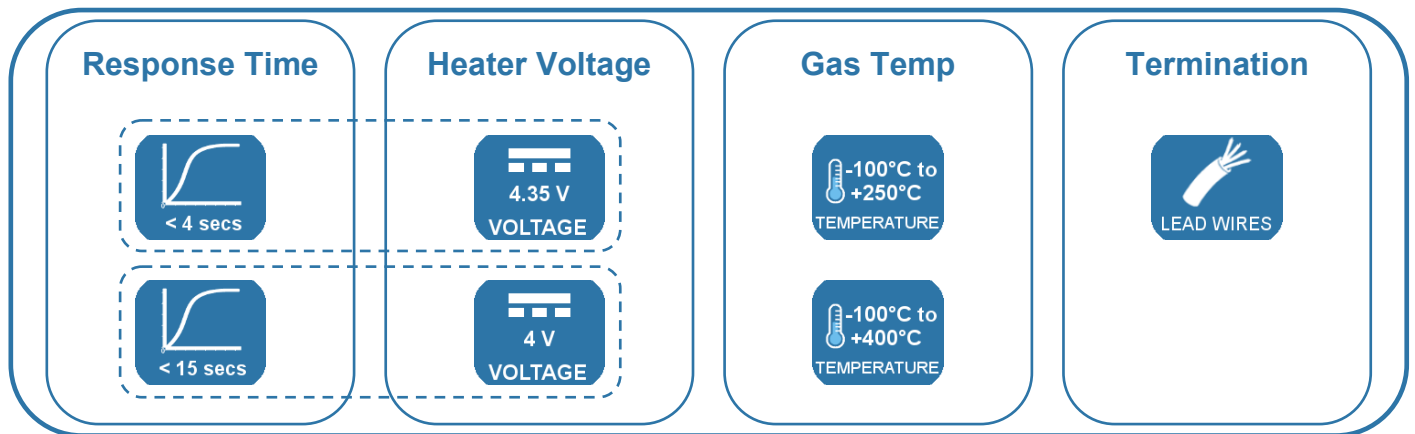 Response Time
< 4 secs
< 15 secs
Heater Voltage
4.35 V
VOLTAGE
4 V
VOLTAGE
Gas Temp
-100°C to
+250°C
TEMPERATURE
-100°C to
+400°C
TEMPERATURE
Termination
LEAD WIRES